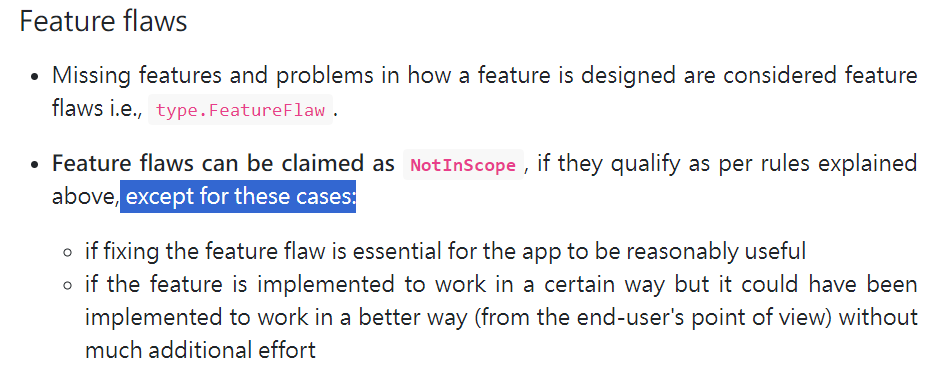 Feature flaws
• Missing features and problems in how a feature is designed are considered feature
flaws i.e., type.FeatureFlaw.
• Feature flaws can be claimed as NotInScope, if they qualify as per rules explained
above, except for these cases:
◦ if fixing the feature flaw is essential for the app to be reasonably useful
◦ if the feature is implemented to work in a certain way but it could have been
implemented to work in a better way (from the end-user's point of view) without
much additional effort